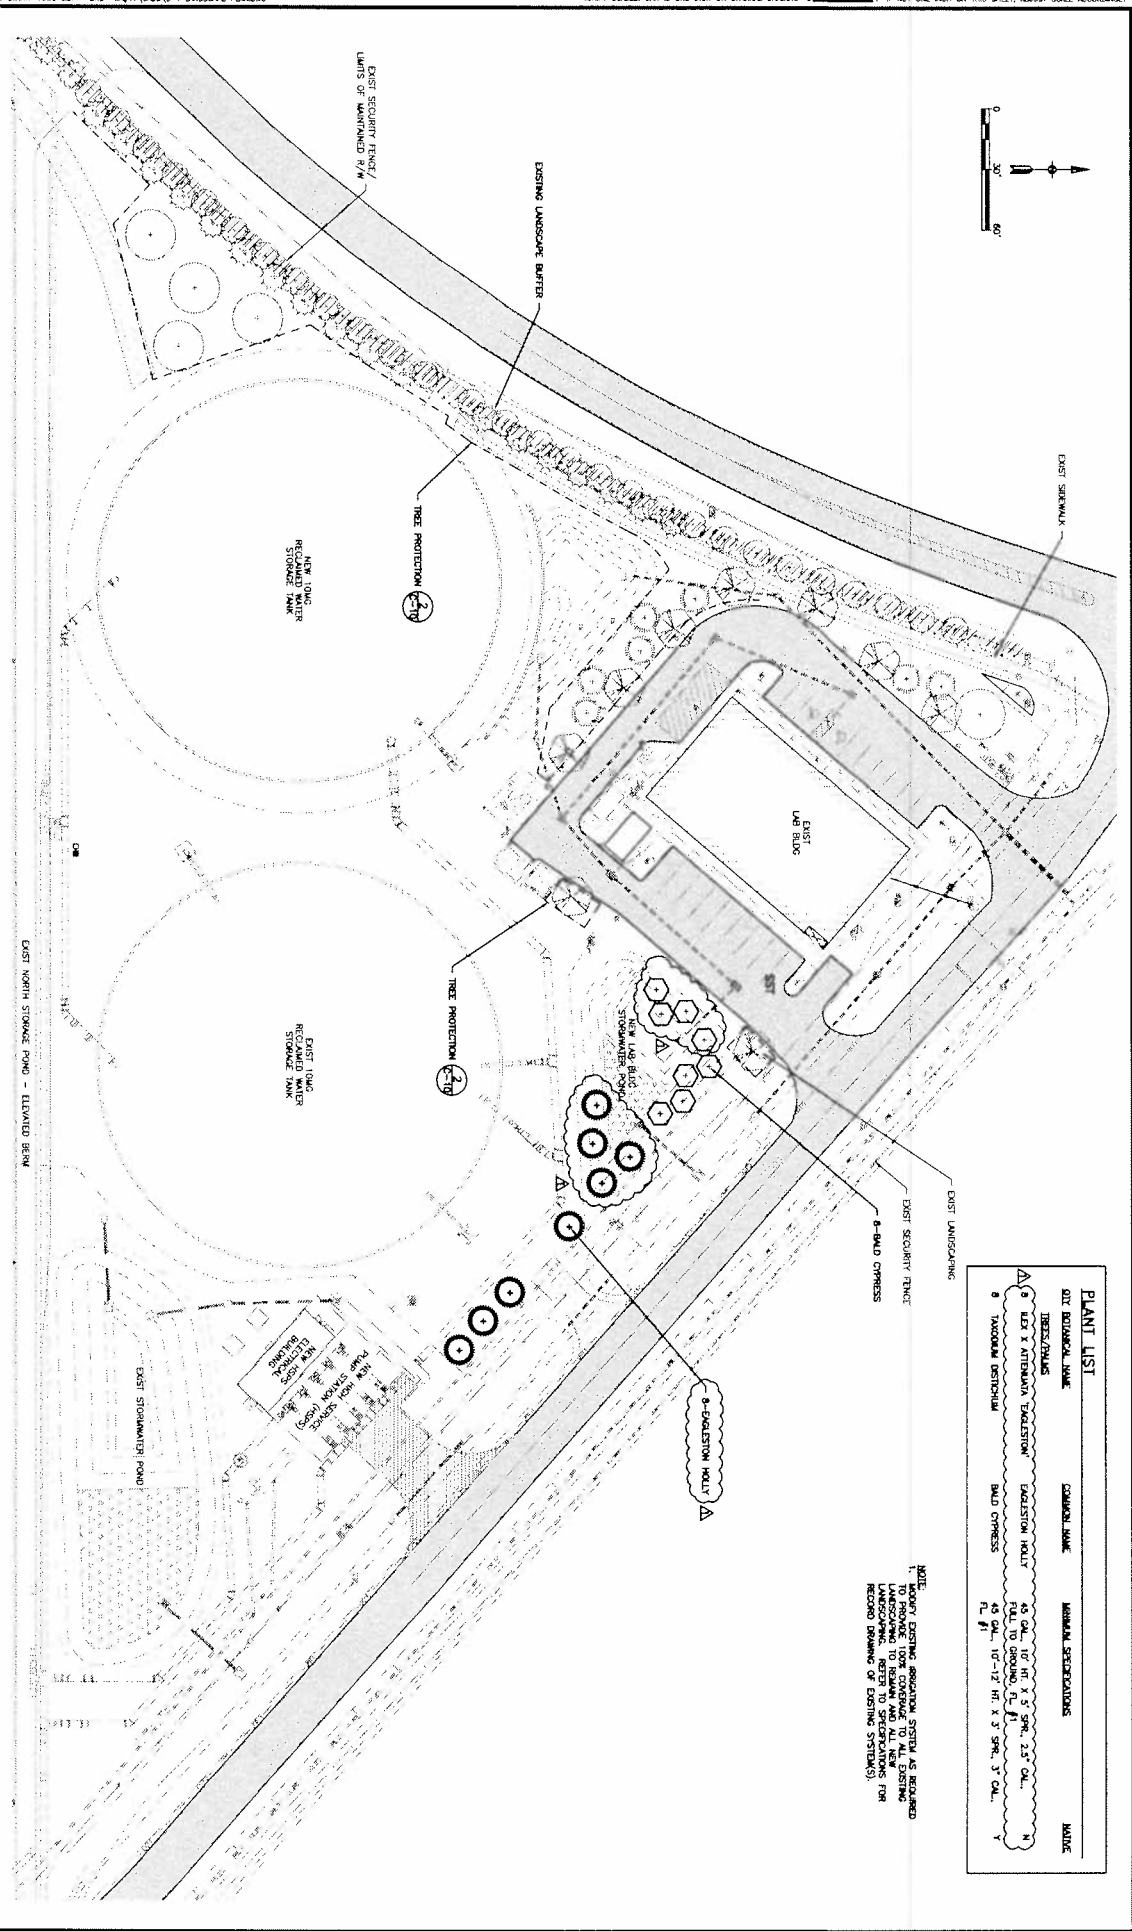 0 30' 60'
EXIST SECURITY FENCE/
LIMITS OF MAINTAINED R/W
EXISTING LANDSCAPE BUFFER
EXIST SIDEWALK
TREE PROTECTION
2
NEW 10MG
RECLAIMED WATER
STORAGE TANK
EXIST
LAB BLDG
SST
TREE PROTECTION
2
EXIST 10MG
RECLAIMED WATER
STORAGE TANK
NEW LAB BLDG
STORMWATER POND
EXIST LANDSCAPING
EXIST SECURITY FENCE
8-BALD CYPRESS
8-EAGLESTON HOLLY
NEW HSPS
ELECTRICAL
BUILDING
NEW HIGH SERVICE
PUMP STATION (HSPS)
EXIST STORMWATER POND
EXIST NORTH STORAGE POND - ELEVATED BERM
PLANT LIST
QTY BOTANICAL NAME COMMON NAME MINIMUM SPECIFICATIONS NATIVE
TREES/PALMS
8 ILEX X ATTENUATA 'EAGLESTON' EAGLESTON HOLLY 45 GAL., 10' HT. X 5' SPR., 2.5" CAL., N
FULL TO GROUND, FL #1
8 TAXODIUM DISTICHUM BALD CYPRESS 45 GAL., 10'-12' HT. X 3' SPR., 3" CAL., Y
FL #1
NOTE:
1. MODIFY EXISTING IRRIGATION SYSTEM AS REQUIRED
TO PROVIDE 100% COVERAGE TO ALL EXISTING
LANDSCAPING TO REMAIN AND ALL NEW
LANDSCAPING. REFER TO SPECIFICATIONS FOR
RECORD DRAWING OF EXISTING SYSTEM(S).